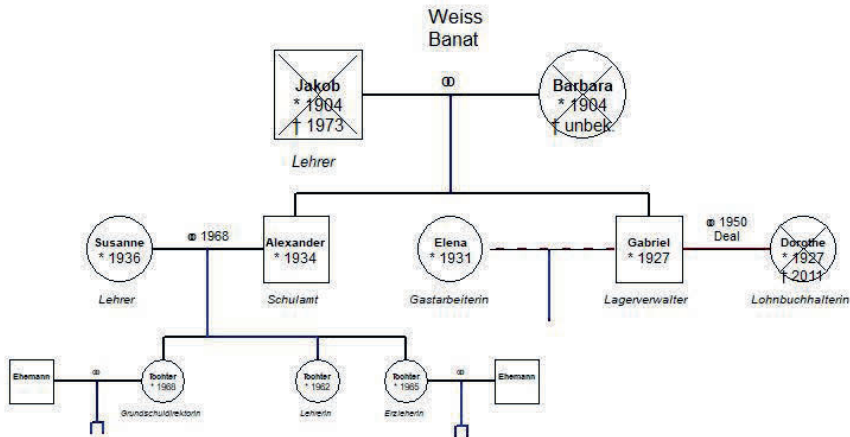 Weiss
Banat
Jakob
* 1904
† 1973
Lehrer
⚭
Barbara
* 1904
† unbek.
Susanne
* 1936
Lehrer
⚭ 1968
Alexander
* 1934
Schulamt
Elena
* 1931
Gastarbeiterin
Gabriel
* 1927
Lagerverwalter
⚭ 1950
Deal
Dorothe
* 1927
† 2011
Lohnbuchhalterin
Ehemann
⚭
Tochter
* 1968
Grundschuldirektorin
Tochter
* 1962
Lehrerin
Tochter
* 1965
Erzieherin
⚭
Ehemann